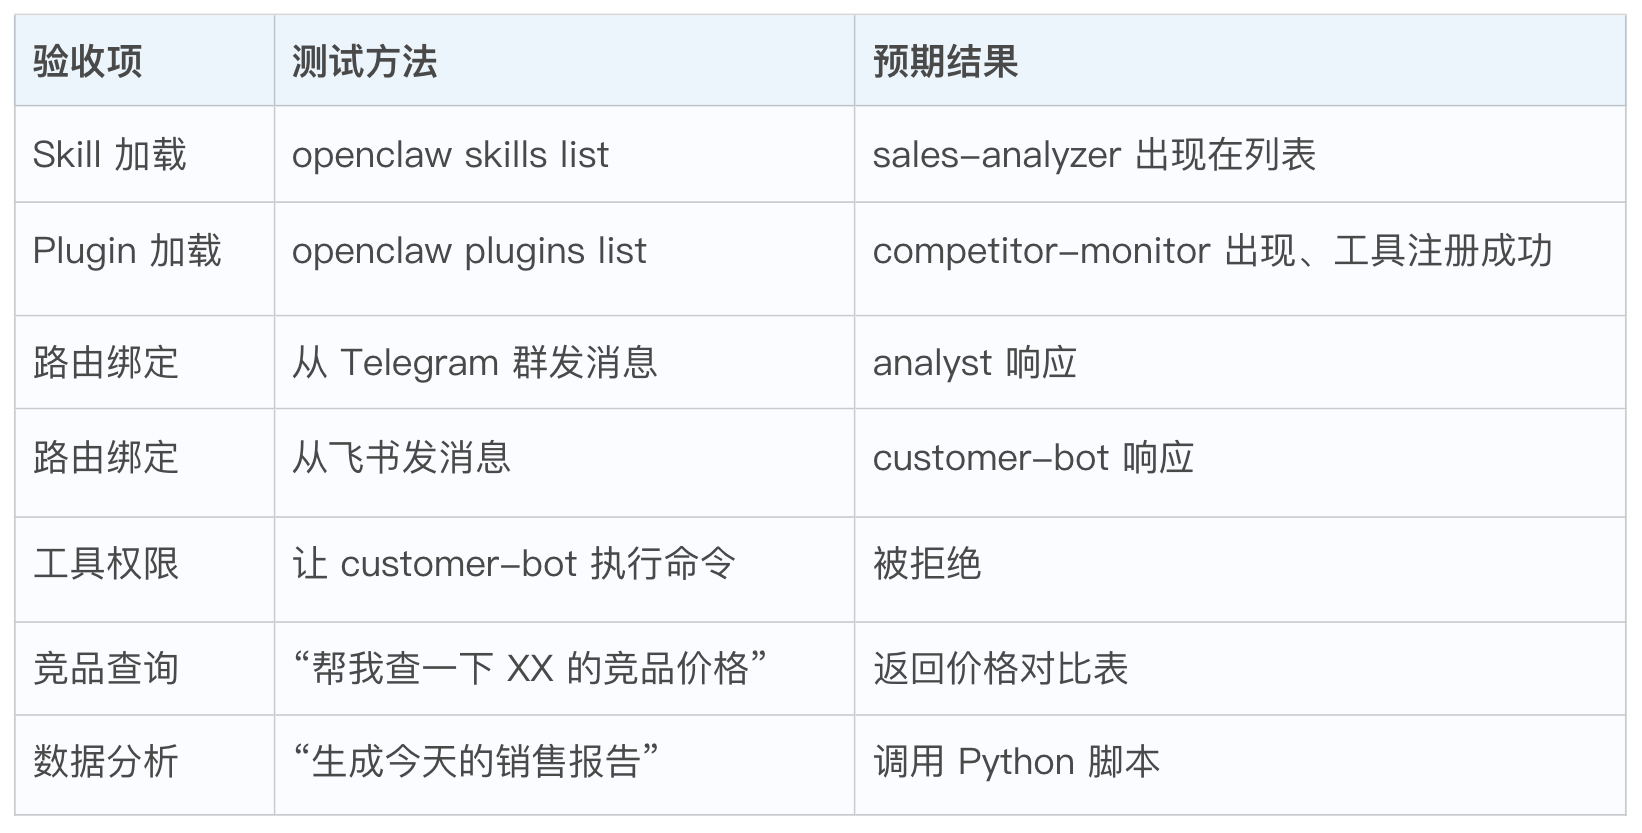 验收项 测试方法 预期结果
Skill 加载 openclaw skills list sales-analyzer 出现在列表
Plugin 加载 openclaw plugins list competitor-monitor 出现、工具注册成功
路由绑定 从 Telegram 群发消息 analyst 响应
路由绑定 从飞书发消息 customer-bot 响应
工具权限 让 customer-bot 执行命令 被拒绝
竞品查询 “帮我查一下 XX 的竞品价格” 返回价格对比表
数据分析 “生成今天的销售报告” 调用 Python 脚本